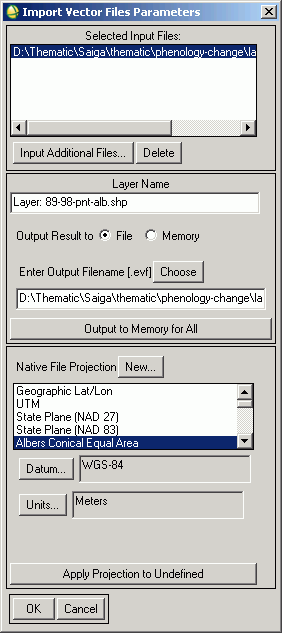 Import Vector Files Parameters
Selected Input Files:
D:\Thematic\Saiga\thematic\phenology-change\la
Input Additional Files... Delete
Layer Name
Layer: 89-98-pnt-alb.shp
Output Result to File Memory
Enter Output Filename [.evf] Choose
D:\Thematic\Saiga\thematic\phenology-change\la
Output to Memory for All
Native File Projection New...
Geographic Lat/Lon
UTM
State Plane (NAD 27)
State Plane (NAD 83)
Albers Conical Equal Area
Datum... WGS-84
Units... Meters
Apply Projection to Undefined
OK Cancel